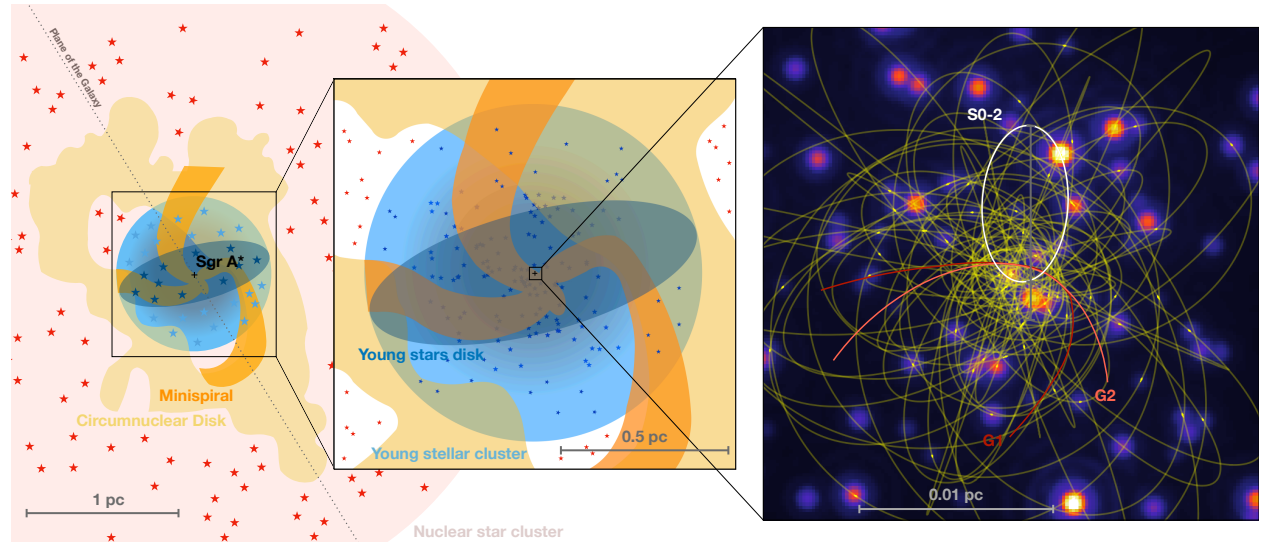 Plane of the Galaxy
Sgr A*
Minispiral
Circumnuclear Disk
1 pc
Young stars disk
Young stellar cluster
0.5 pc
Nuclear star cluster
S0-2
G2
G1
0.01 pc